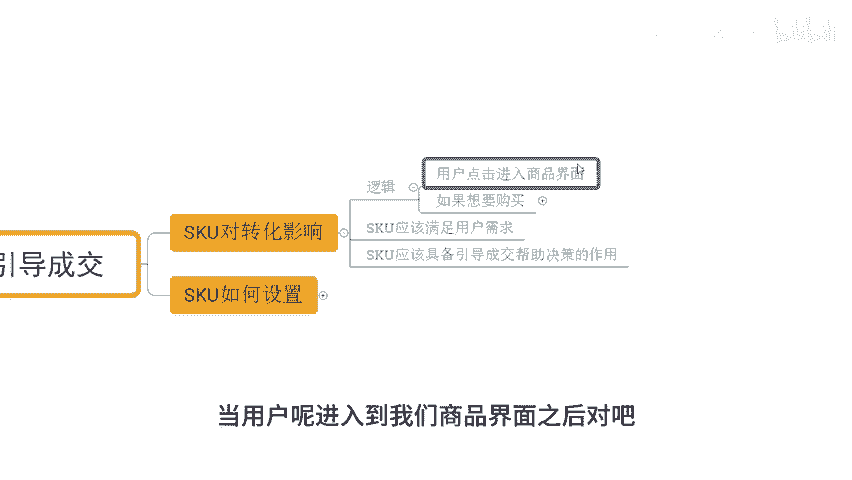 用户点击进入商品界面
逻辑
如果想要购买
SKU对转化影响
SKU应该满足用户需求
SKU应该具备引导成交帮助决策的作用
引导成交
SKU如何设置
当用户呢进入到我们商品界面之后对吧